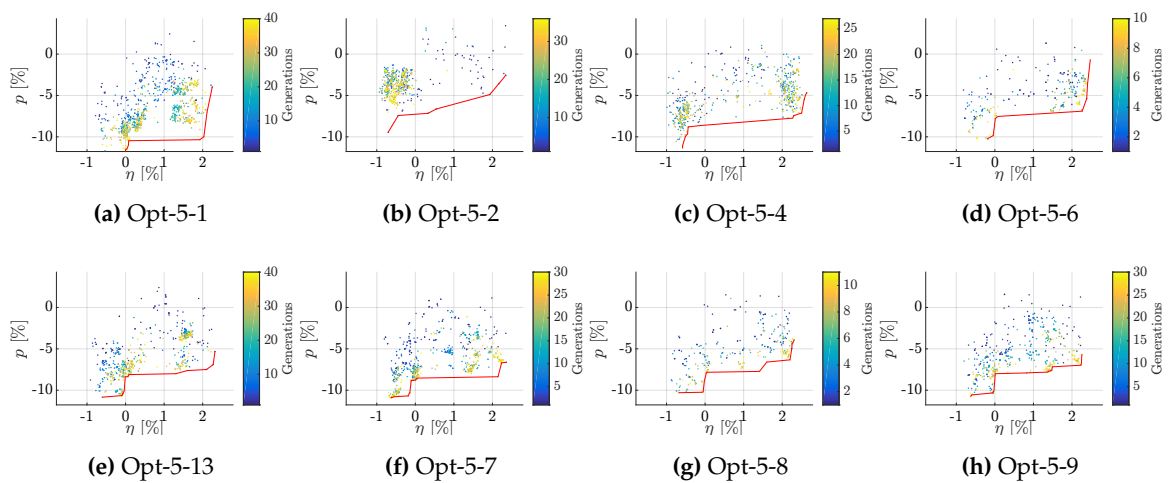 40
30
20
10
Generations
0
-5
-10
p [%]
-1 0 1 2
η [%]
(a) Opt-5-1
30
20
10
Generations
0
-5
-10
p [%]
-1 0 1 2
η [%]
(b) Opt-5-2
25
20
15
10
5
Generations
0
-5
-10
p [%]
-1 0 1 2
η [%]
(c) Opt-5-4
10
8
6
4
2
Generations
0
-5
-10
p [%]
-1 0 1 2
η [%]
(d) Opt-5-6
40
30
20
10
Generations
0
-5
-10
p [%]
-1 0 1 2
η [%]
(e) Opt-5-13
30
25
20
15
10
5
Generations
0
-5
-10
p [%]
-1 0 1 2
η [%]
(f) Opt-5-7
10
8
6
4
2
Generations
0
-5
-10
p [%]
-1 0 1 2
η [%]
(g) Opt-5-8
30
25
20
15
10
5
Generations
0
-5
-10
p [%]
-1 0 1 2
η [%]
(h) Opt-5-9